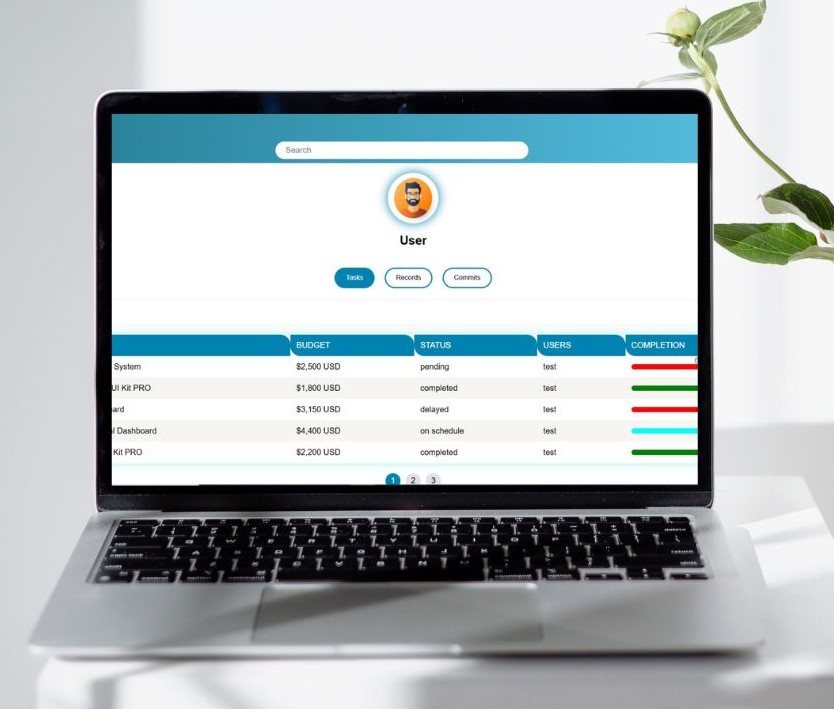 Search
User
Tasks Records Commits
BUDGET STATUS USERS COMPLETION
System $2,500 USD pending test
UI Kit PRO $1,800 USD completed test
ard $3,150 USD delayed test
l Dashboard $4,400 USD on schedule test
Kit PRO $2,200 USD completed test
1 2 3